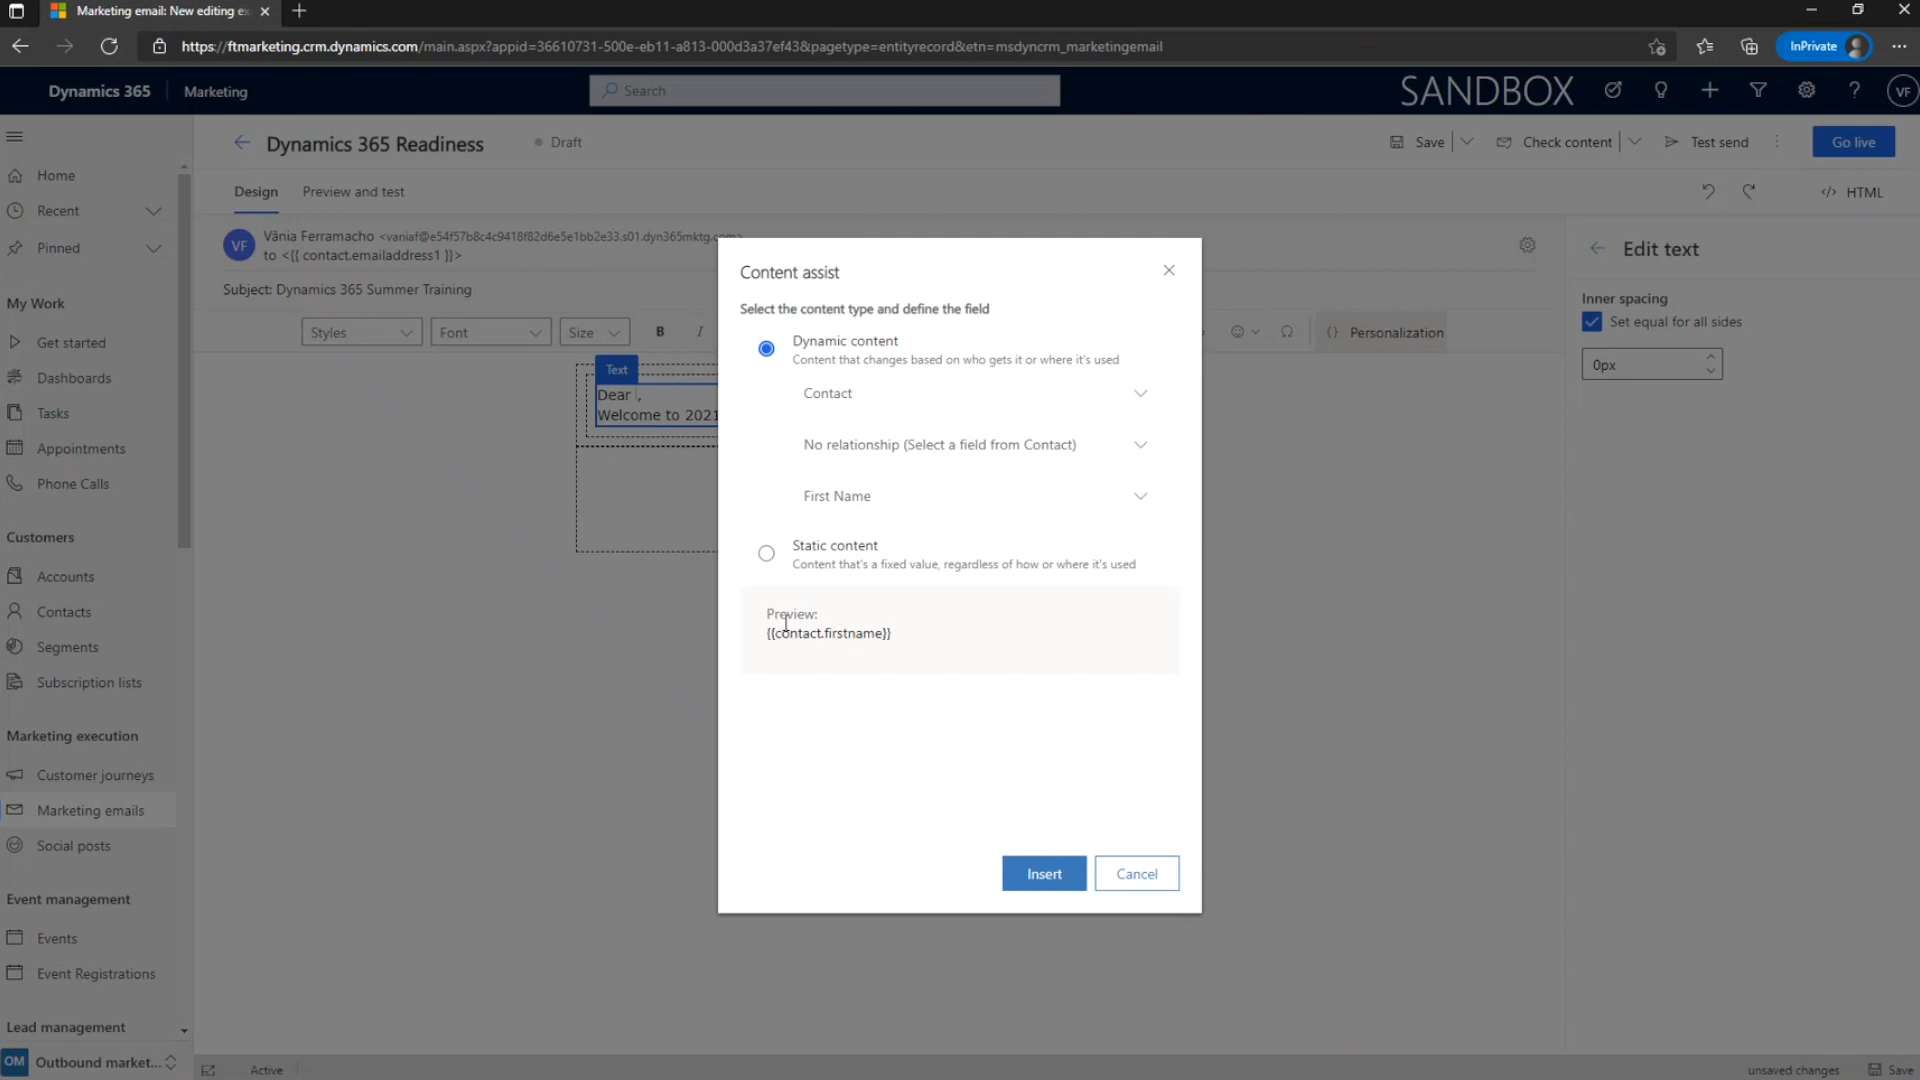 Marketing email: New editing e
https://ftmarketing.crm.dynamics.com/main.aspx?appid=36610731-500e-eb11-a813-000d3a37ef43&pagetype=entityrecord&etn=msdyncrm_marketingemail
InPrivate
Dynamics 365 Marketing
Search
SANDBOX
VF
Dynamics 365 Readiness
Draft
Save
Check content
Test send
Go live
Home
Recent
Pinned
My Work
Get started
Dashboards
Tasks
Appointments
Phone Calls
Customers
Accounts
Contacts
Segments
Subscription lists
Marketing execution
Customer journeys
Marketing emails
Social posts
Event management
Events
Event Registrations
Lead management
OM Outbound market...
Design
Preview and test
</> HTML
VF
Vânia Ferramacho <vaniaf@e54f57b8c4c9418f82d6e5e1bb2e33.s01.dyn365mktg.com>
to <{{ contact.emailaddress1 }}>
Subject: Dynamics 365 Summer Training
Styles
Font
Size
B
I
{} Personalization
Text
Dear ,
Welcome to 2021
Content assist
Select the content type and define the field
Dynamic content
Content that changes based on who gets it or where it's used
Contact
No relationship (Select a field from Contact)
First Name
Static content
Content that's a fixed value, regardless of how or where it's used
Preview:
{{contact.firstname}}
Insert
Cancel
Edit text
Inner spacing
Set equal for all sides
0px
Active
unsaved changes
Save